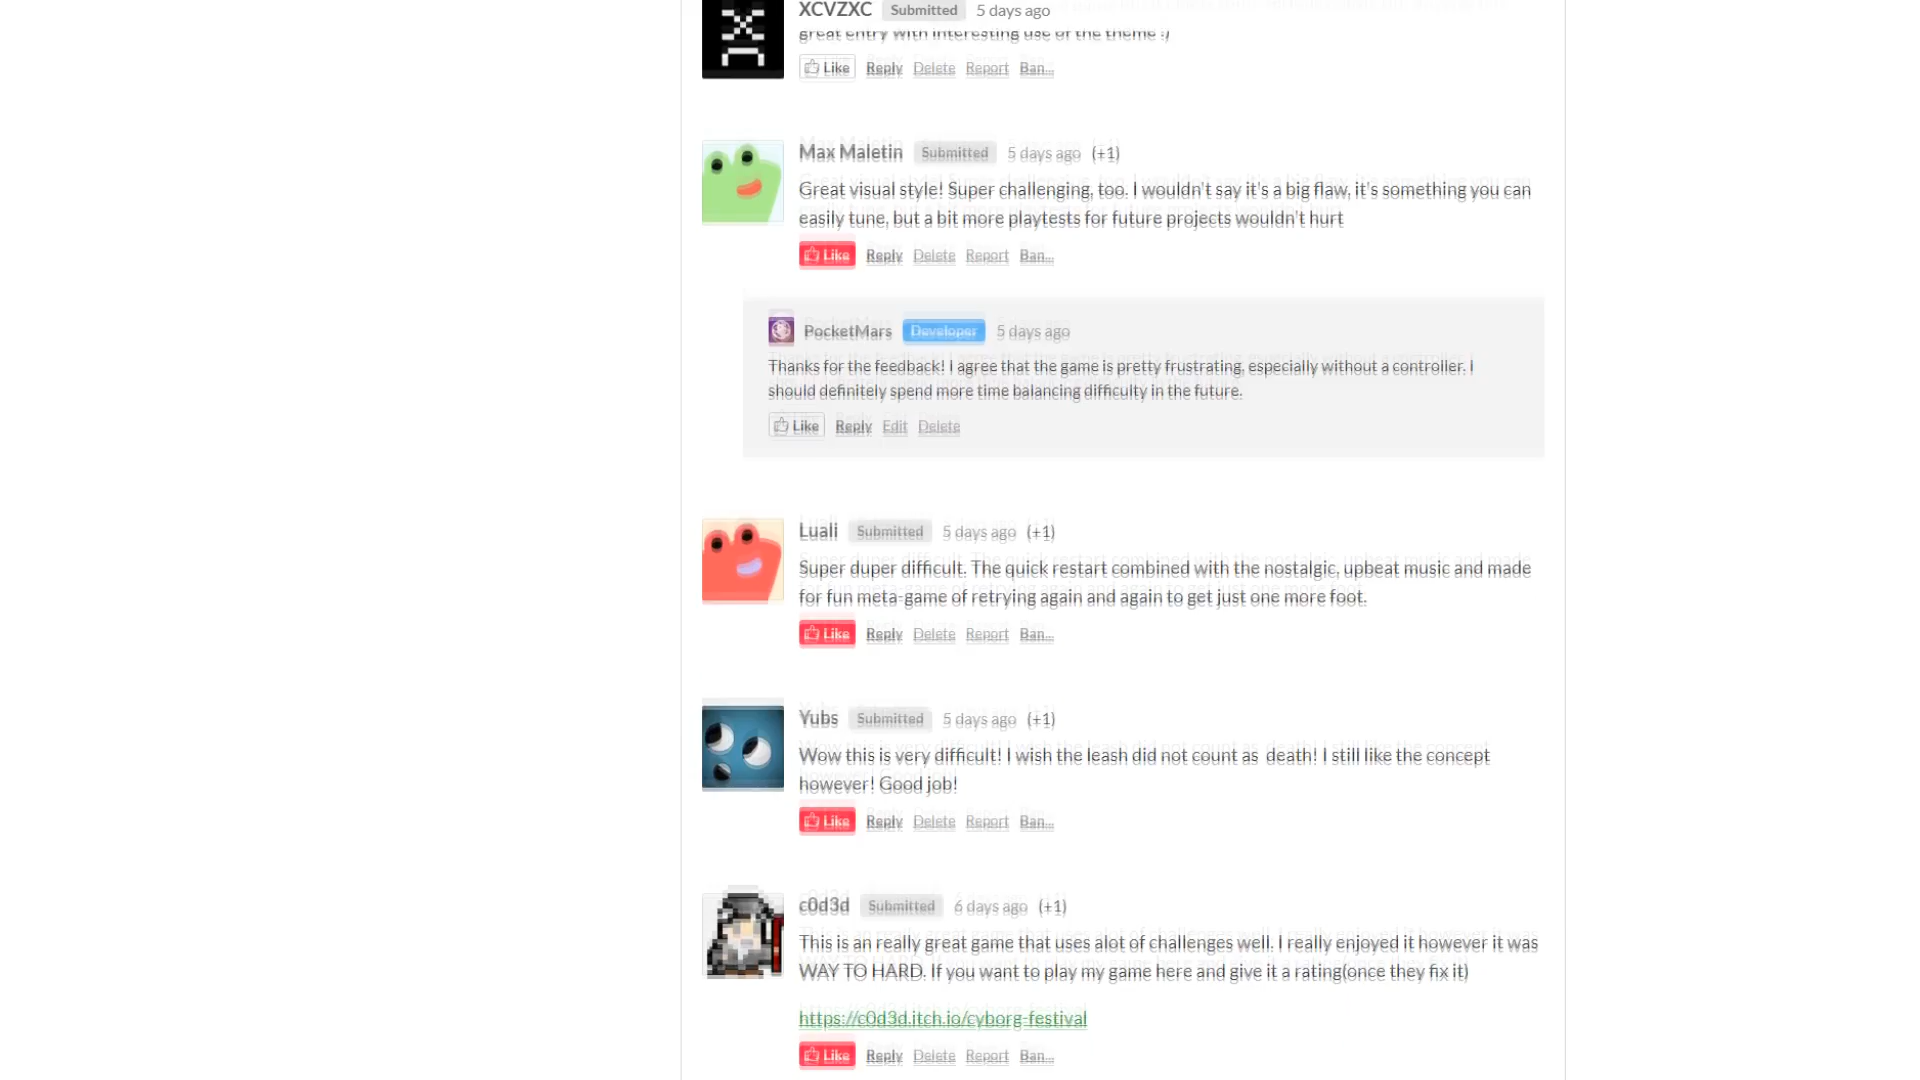 XCVZXC Submitted 5 days ago
great entry with interesting use of the theme :)
Like Reply Delete Report Ban...
Max Maletin Submitted 5 days ago (+1)
Great visual style! Super challenging, too. I wouldn't say it's a big flaw, it's something you can
easily tune, but a bit more playtests for future projects wouldn't hurt
Like Reply Delete Report Ban...
PocketMars Developer 5 days ago
Thanks for the feedback! I agree that the game is pretty frustrating, especially without a controller. I
should definitely spend more time balancing difficulty in the future.
Like Reply Edit Delete
Luali Submitted 5 days ago (+1)
Super duper difficult. The quick restart combined with the nostalgic, upbeat music and made
for fun meta-game of retrying again and again to get just one more foot.
Like Reply Delete Report Ban...
Yubs Submitted 5 days ago (+1)
Wow this is very difficult! I wish the leash did not count as death! I still like the concept
however! Good job!
Like Reply Delete Report Ban...
c0d3d Submitted 6 days ago (+1)
This is an really great game that uses alot of challenges well. I really enjoyed it however it was
WAY TO HARD. If you want to play my game here and give it a rating(once they fix it)
https://c0d3d.itch.io/cyborg-festival
Like Reply Delete Report Ban...